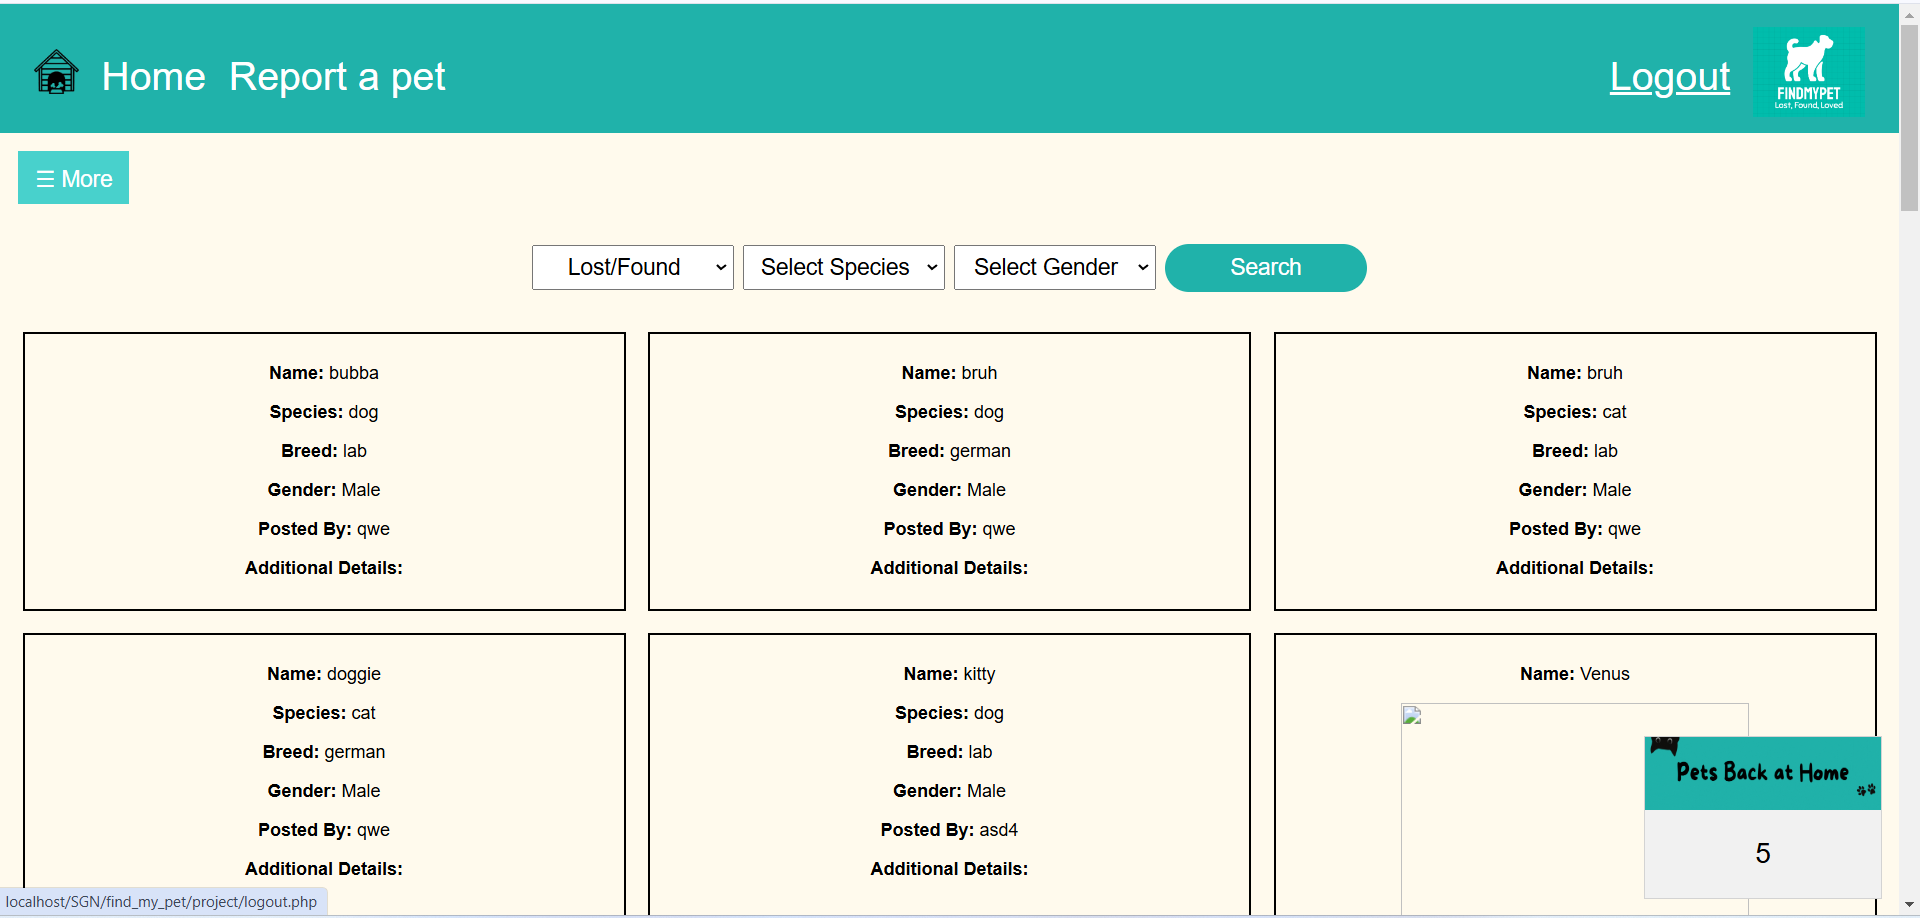 Home Report a pet Logout
FINDMYPET
Lost, Found, Loved
☰ More
Lost/Found Select Species Select Gender Search
Name: bubba
Species: dog
Breed: lab
Gender: Male
Posted By: qwe
Additional Details:
Name: bruh
Species: dog
Breed: german
Gender: Male
Posted By: qwe
Additional Details:
Name: bruh
Species: cat
Breed: lab
Gender: Male
Posted By: qwe
Additional Details:
Name: doggie
Species: cat
Breed: german
Gender: Male
Posted By: qwe
Additional Details:
Name: kitty
Species: dog
Breed: lab
Gender: Male
Posted By: asd4
Additional Details:
Name: Venus
Pets Back at Home
5
localhost/SGN/find_my_pet/project/logout.php